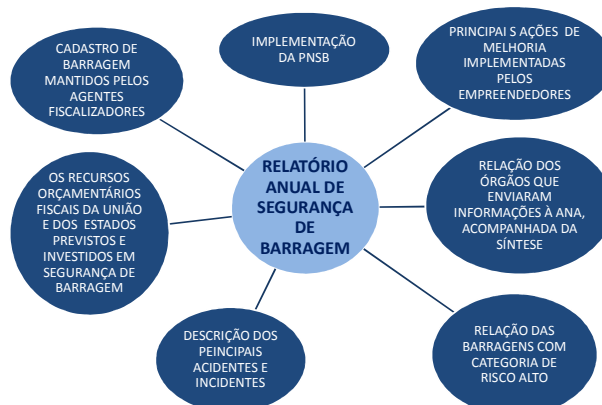 CADASTRO DE
BARRAGEM
MANTIDOS PELOS
AGENTES
FISCALIZADORES
IMPLEMENTAÇÃO
DA PNSB
PRINCIPAI S AÇÕES DE
MELHORIA
IMPLEMENTADAS
PELOS
EMPREENDEDORES
RELATÓRIO
ANUAL DE
SEGURANÇA
DE
BARRAGEM
OS RECURSOS
ORÇAMENTÁRIOS
FISCAIS DA UNIÃO
E DOS ESTADOS
PREVISTOS E
INVESTIDOS EM
SEGURANÇA DE
BARRAGEM
RELAÇÃO DOS
ÓRGÃOS QUE
ENVIARAM
INFORMAÇÕES À ANA,
ACOMPANHADA DA
SÍNTESE
DESCRIÇÃO DOS
PEINCIPAIS
ACIDENTES E
INCIDENTES
RELAÇÃO DAS
BARRAGENS COM
CATEGORIA DE
RISCO ALTO